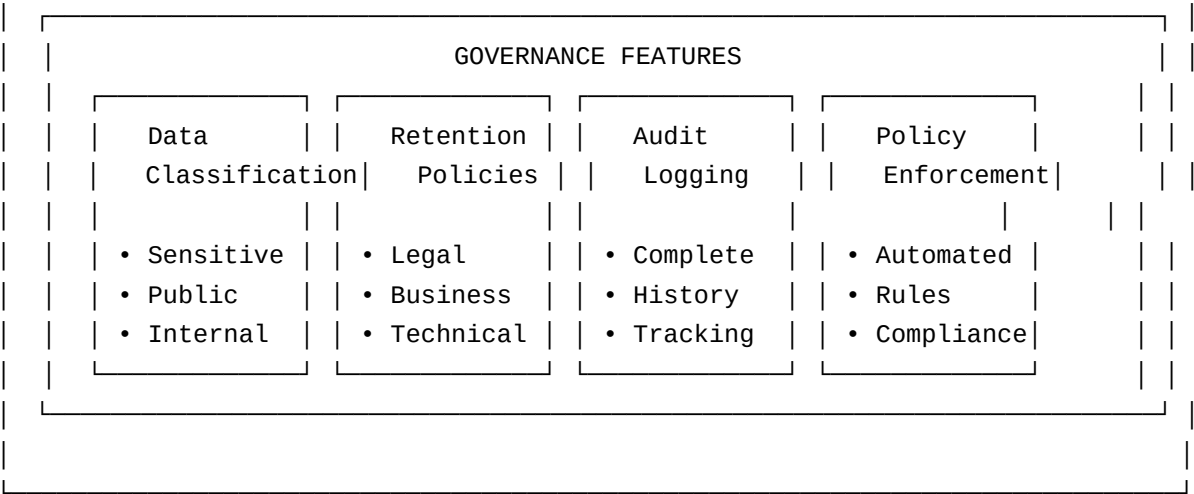 GOVERNANCE FEATURES
Data Retention Audit Policy
Classification Policies Logging Enforcement
• Sensitive • Legal • Complete • Automated
• Public • Business • History • Rules
• Internal • Technical • Tracking • Compliance